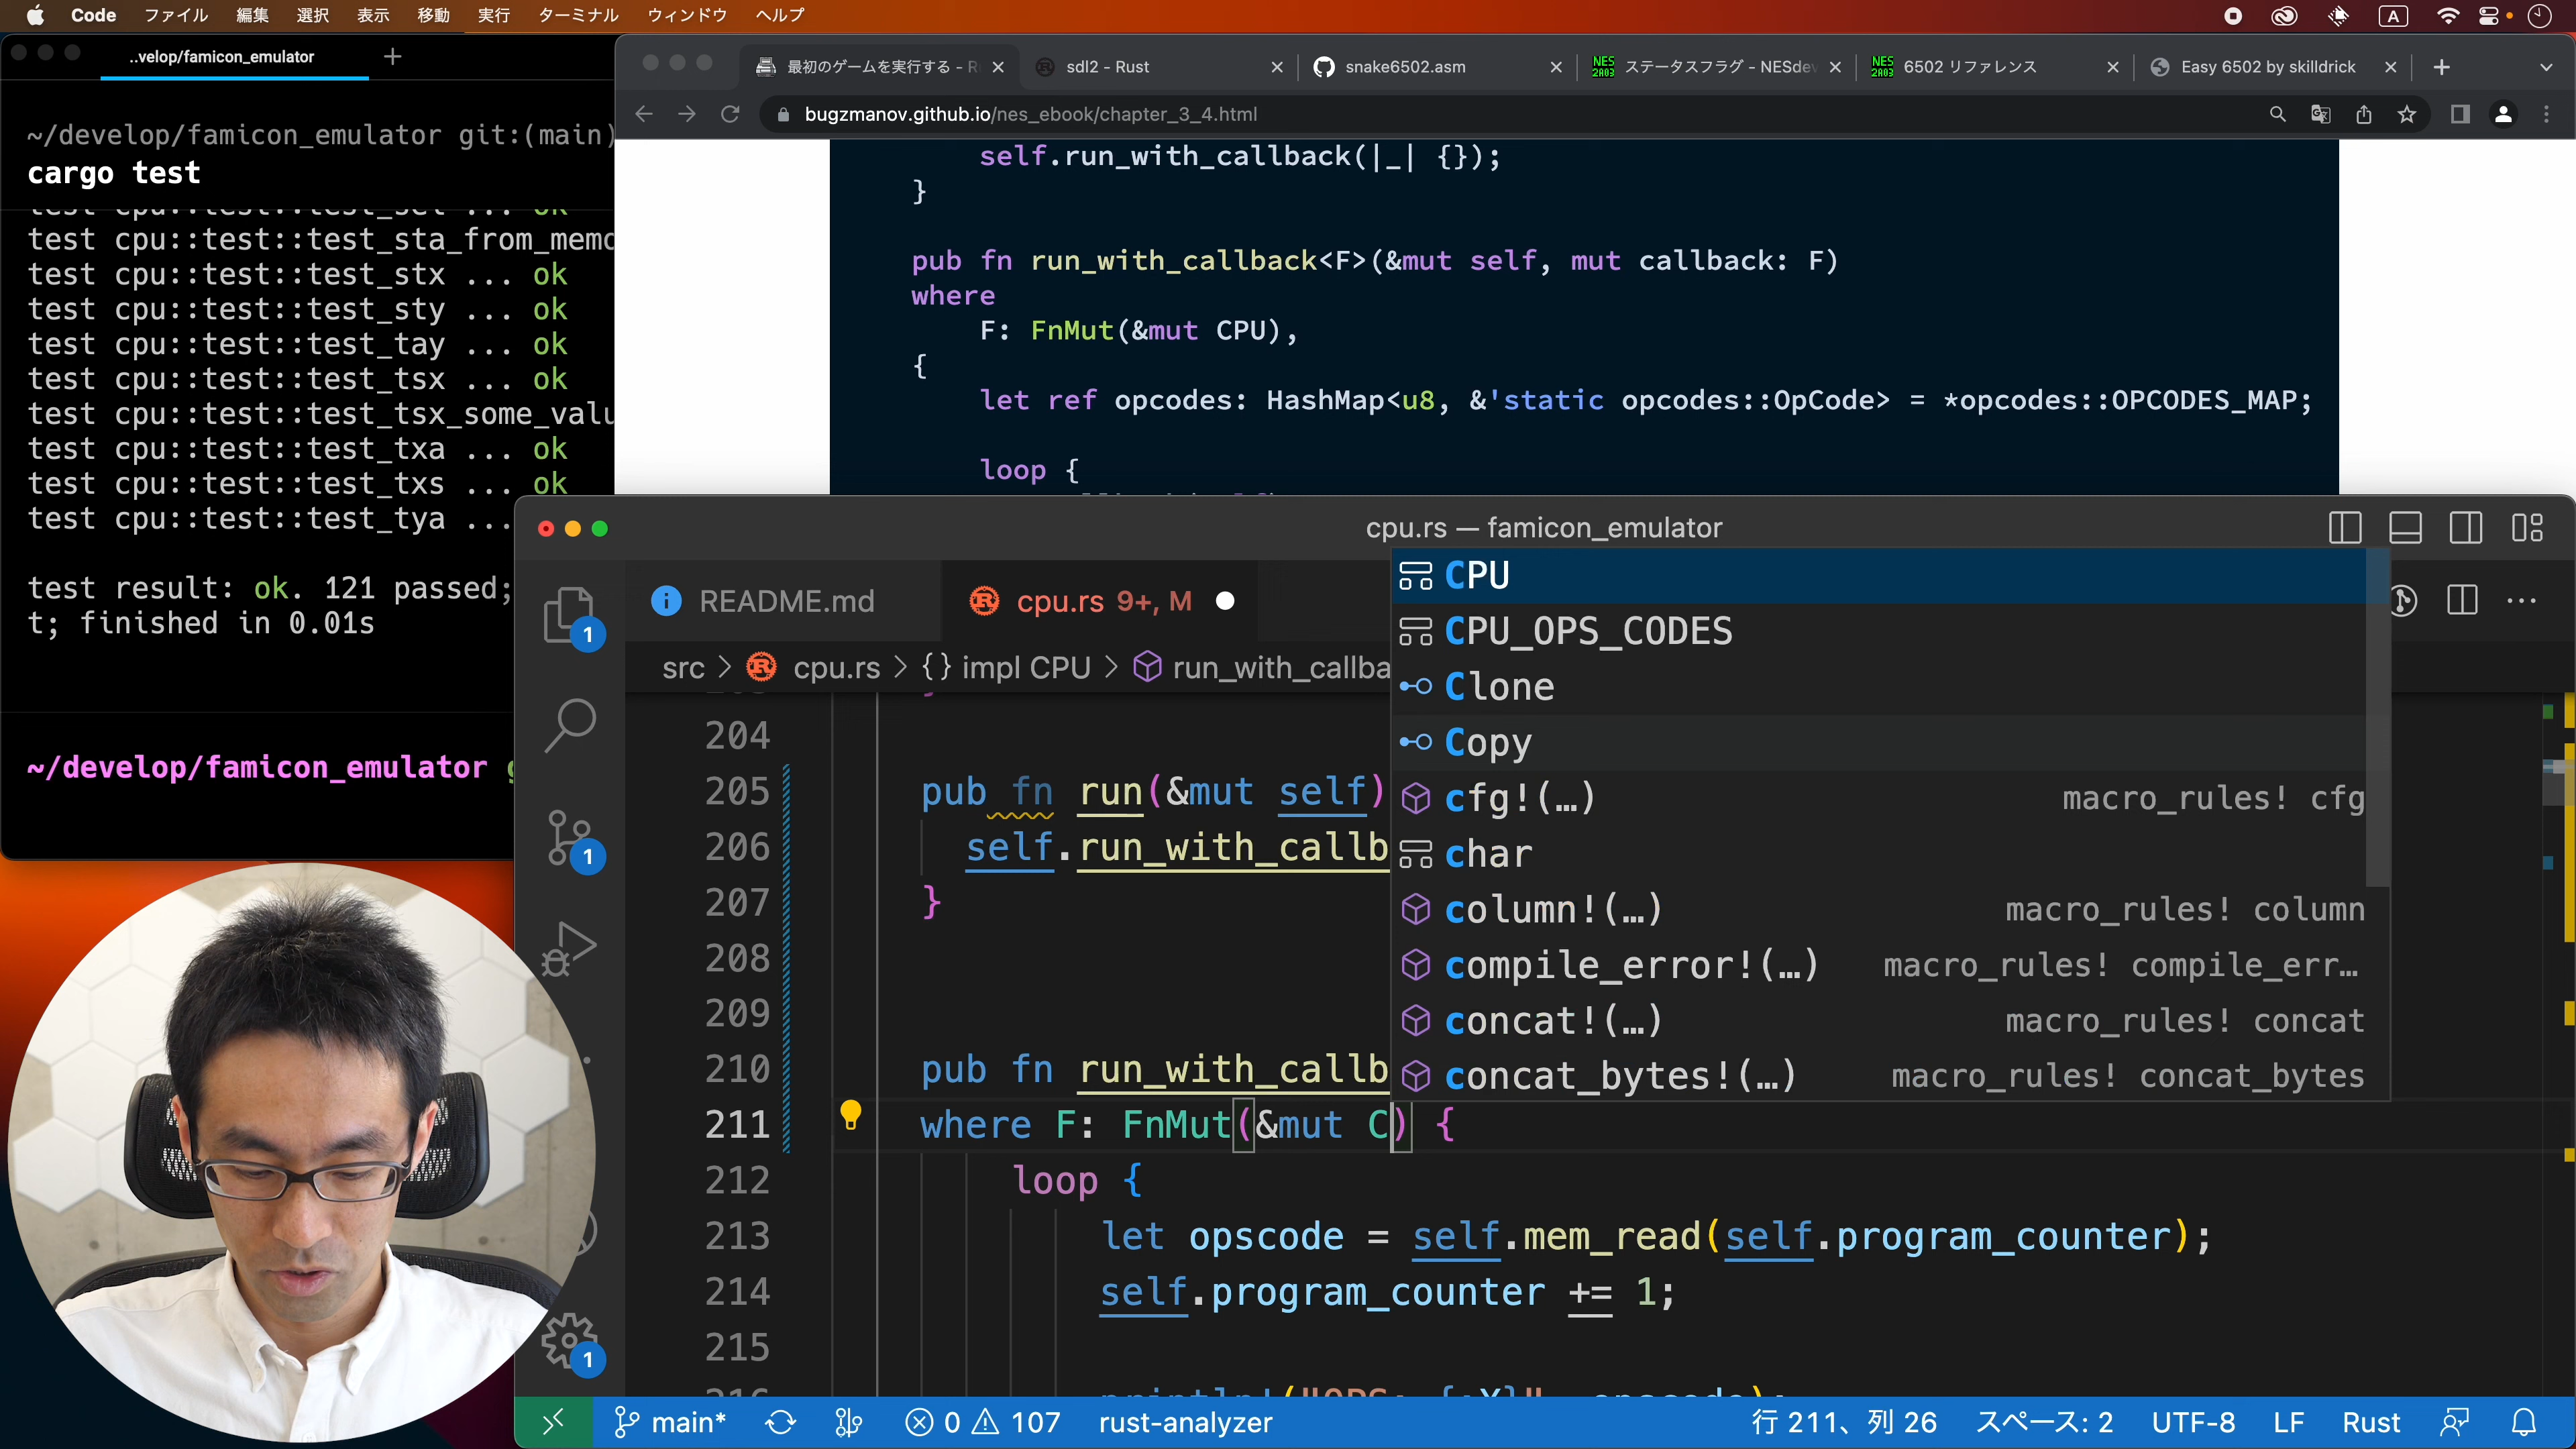 Code ファイル 編集 選択 表示 移動 実行 ターミナル ウィンドウ ヘルプ A
..velop/famicon_emulator
~/develop/famicon_emulator git:(main)
cargo test
test cpu::test::test_sta_from_memo
test cpu::test::test_stx ... ok
test cpu::test::test_sty ... ok
test cpu::test::test_tay ... ok
test cpu::test::test_tsx ... ok
test cpu::test::test_tsx_some_valu
test cpu::test::test_txa ... ok
test cpu::test::test_txs ... ok
test cpu::test::test_tya ...
test result: ok. 121 passed;
t; finished in 0.01s
~/develop/famicon_emulator g
最初のゲームを実行する - R
sdl2 - Rust
snake6502.asm
NES 2A03 ステータスフラグ - NESdev
NES 2A03 6502 リファレンス
Easy 6502 by skilldrick
bugzmanov.github.io/nes_ebook/chapter_3_4.html
self.run_with_callback(|_| {});
}
pub fn run_with_callback<F>(&mut self, mut callback: F)
where
F: FnMut(&mut CPU),
{
let ref opcodes: HashMap<u8, &'static opcodes::OpCode> = *opcodes::OPCODES_MAP;
loop {
cpu.rs — famicon_emulator
README.md
cpu.rs 9+, M
src > cpu.rs > {} impl CPU > run_with_callba
CPU
CPU_OPS_CODES
Clone
Copy
cfg!(…) macro_rules! cfg
char
column!(…) macro_rules! column
compile_error!(…) macro_rules! compile_err…
concat!(…) macro_rules! concat
concat_bytes!(…) macro_rules! concat_bytes
1
1
1
204
205 pub fn run(&mut self)
206 self.run_with_callb
207 }
208
209
210 pub fn run_with_callb
211 where F: FnMut(&mut C) {
212 loop {
213 let opscode = self.mem_read(self.program_counter);
214 self.program_counter += 1;
215
main* 0 107 rust-analyzer 行 211、列 26 スペース: 2 UTF-8 LF Rust